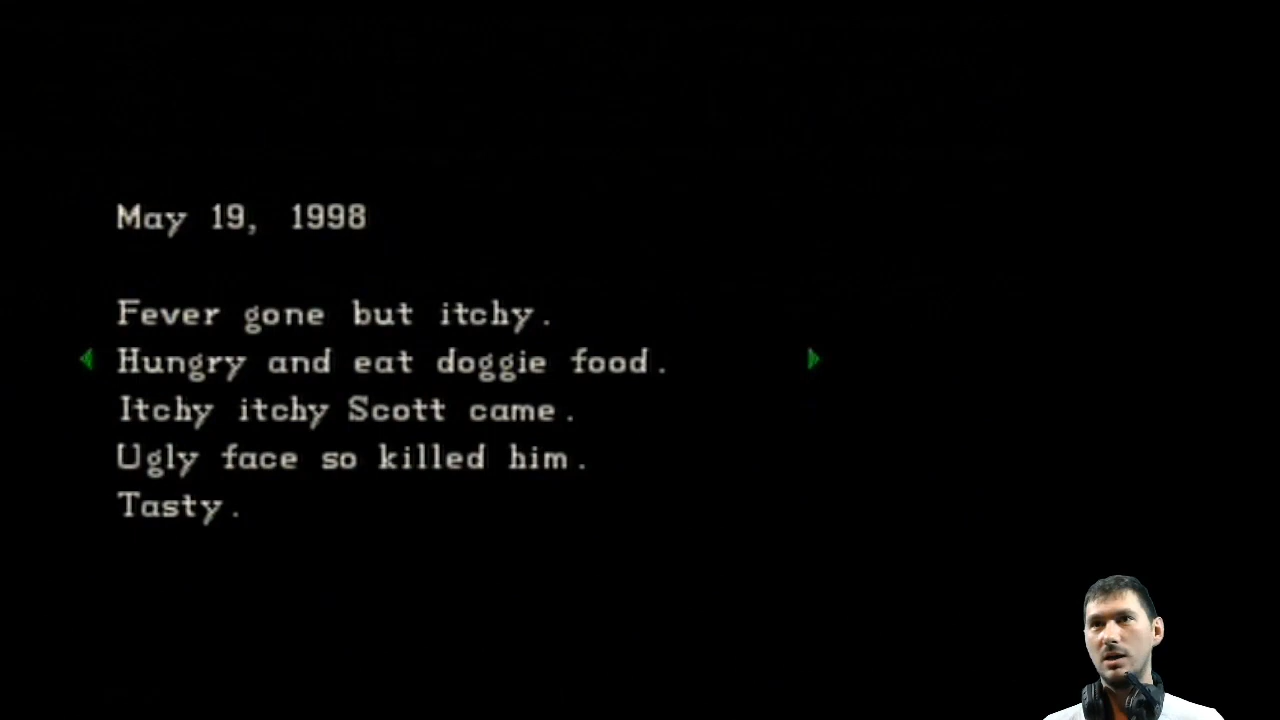 May 19, 1998
Fever gone but itchy.
Hungry and eat doggie food.
Itchy itchy Scott came.
Ugly face so killed him.
Tasty.